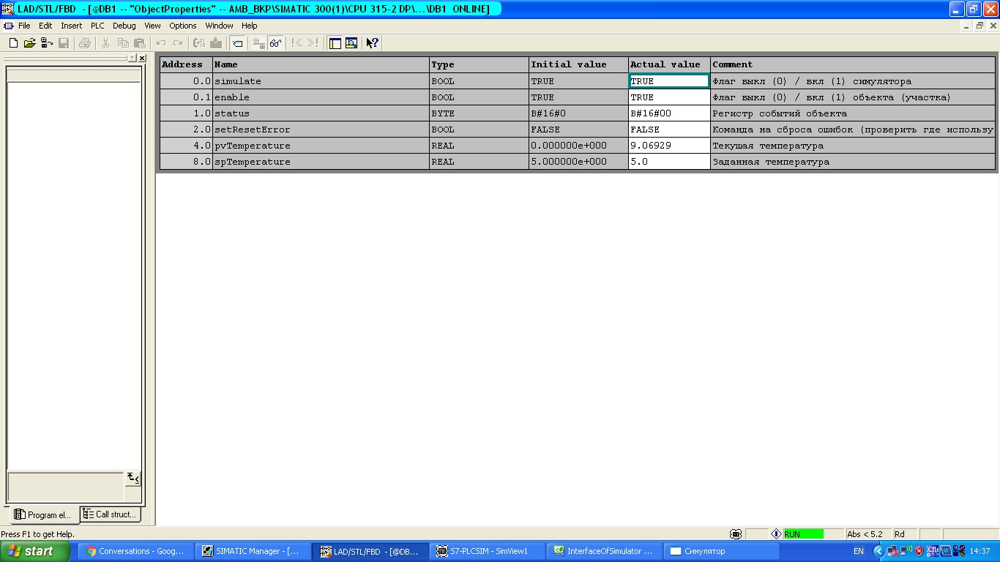 LAD/STL/FBD - [@DB1 -- "ObjectProperties" -- AMB_BKP\SIMATIC 300(1)\CPU 315-2 DP\...\DB1 ONLINE]
File Edit Insert PLC Debug View Options Window Help
Address Name Type Initial value Actual value Comment
0.0 simulate BOOL TRUE TRUE Флаг выкл (0) / вкл (1) симулятора
0.1 enable BOOL TRUE TRUE Флаг выкл (0) / вкл (1) объекта (участка)
1.0 status BYTE B#16#0 B#16#00 Регистр событий объекта
2.0 setResetError BOOL FALSE FALSE Команда на сброса ошибок (проверить где использу
4.0 pvTemperature REAL 0.000000e+000 9.06929 Текущая температура
8.0 spTemperature REAL 5.000000e+000 5.0 Заданная температура
Program el... Call struct...
Press F1 to get Help. RUN Abs < 5.2 Rd
start Conversations - Goog... SIMATIC Manager - [... LAD/STL/FBD - [@DB... S7-PLCSIM - SimView1 InterfaceOfSimulator ... Симулятор EN 14:37